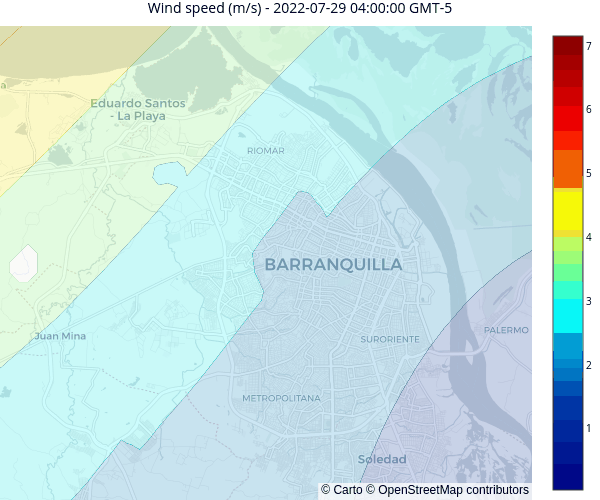 Wind speed (m/s) - 2022-07-29 04:00:00 GMT-5
7
a
Eduardo Santos
- La Playa
RIOMAR
5
4
BARRANQUILLA
3
Juan Mina
SURORIENTE
PALERMO
2
METROPOLITANA
1
Soledad
© Carto © OpenStreetMap contributors